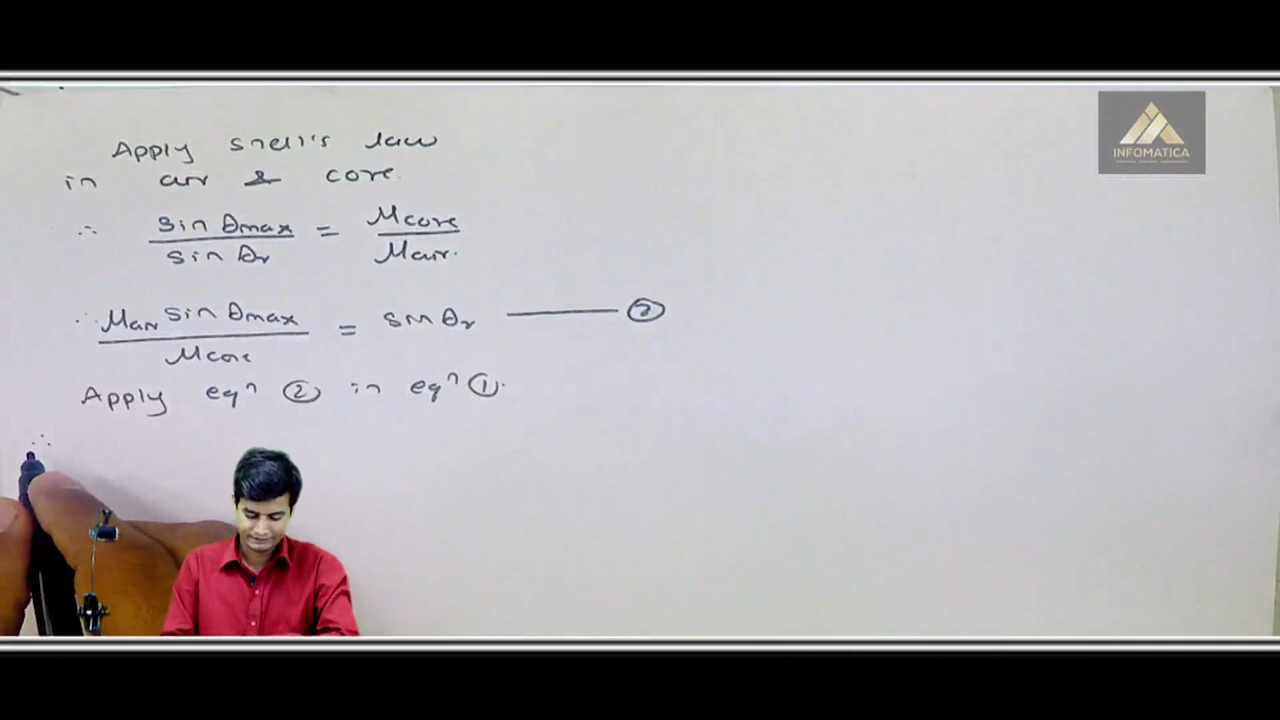 Apply snell's law
in air & core.
∴ sin θmax / sin θr = μcore / μair.
∴ μair sin θmax / μcore = sin θr ——— ②
Apply eqn ② in eqn ①.
∴
INFOMATICA